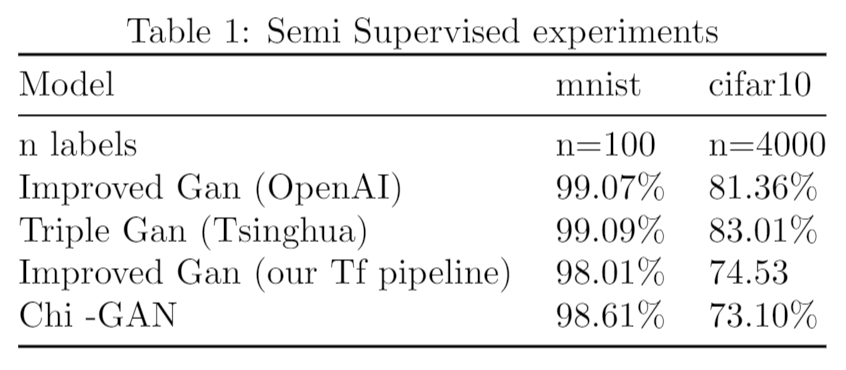 Table 1: Semi Supervised experiments
Model mnist cifar10
n labels n=100 n=4000
Improved Gan (OpenAI) 99.07% 81.36%
Triple Gan (Tsinghua) 99.09% 83.01%
Improved Gan (our Tf pipeline) 98.01% 74.53
Chi -GAN 98.61% 73.10%